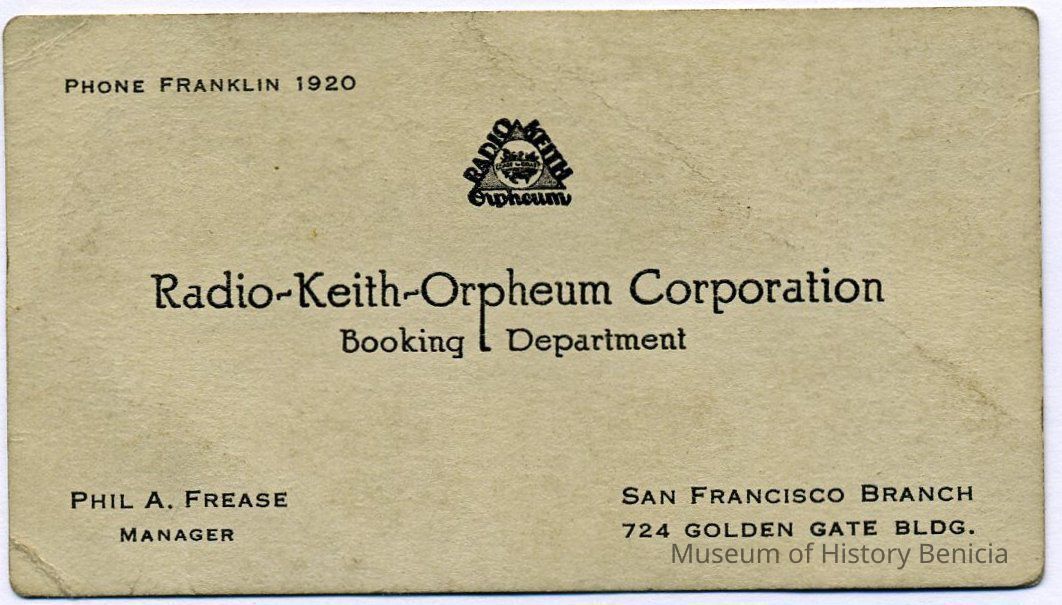 PHONE FRANKLIN 1920
RADIO KEITH
Orpheum
Radio-Keith-Orpheum Corporation
Booking Department
PHIL A. FREASE
MANAGER
SAN FRANCISCO BRANCH
724 GOLDEN GATE BLDG.
Museum of History Benicia